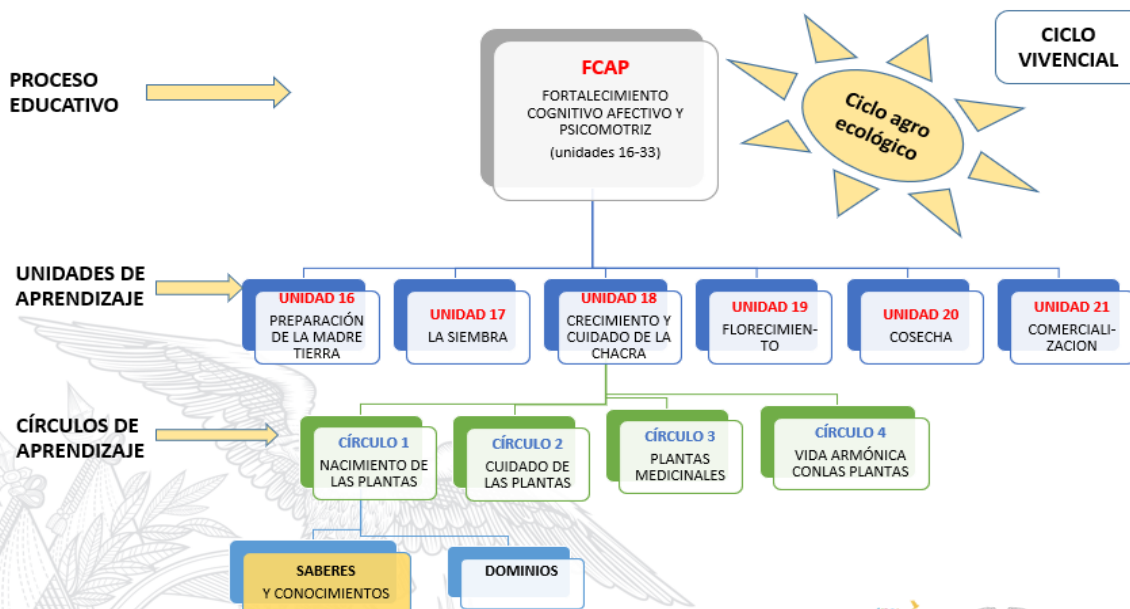 CICLO
VIVENCIAL
PROCESO
EDUCATIVO
FCAP
FORTALECIMIENTO
COGNITIVO AFECTIVO Y
PSICOMOTRIZ
(unidades 16-33)
Ciclo agro
ecológico
UNIDADES DE
APRENDIZAJE
UNIDAD 16
PREPARACIÓN
DE LA MADRE
TIERRA
UNIDAD 17
LA SIEMBRA
UNIDAD 18
CRECIMIENTO Y
CUIDADO DE LA
CHACRA
UNIDAD 19
FLORECIMIEN-
TO
UNIDAD 20
COSECHA
UNIDAD 21
COMERCIALI-
ZACION
CÍRCULOS DE
APRENDIZAJE
CÍRCULO 1
NACIMIENTO DE
LAS PLANTAS
CÍRCULO 2
CUIDADO DE
LAS PLANTAS
CÍRCULO 3
PLANTAS
MEDICINALES
CÍRCULO 4
VIDA ARMÓNICA
CONLAS PLANTAS
SABERES
Y CONOCIMIENTOS
DOMINIOS